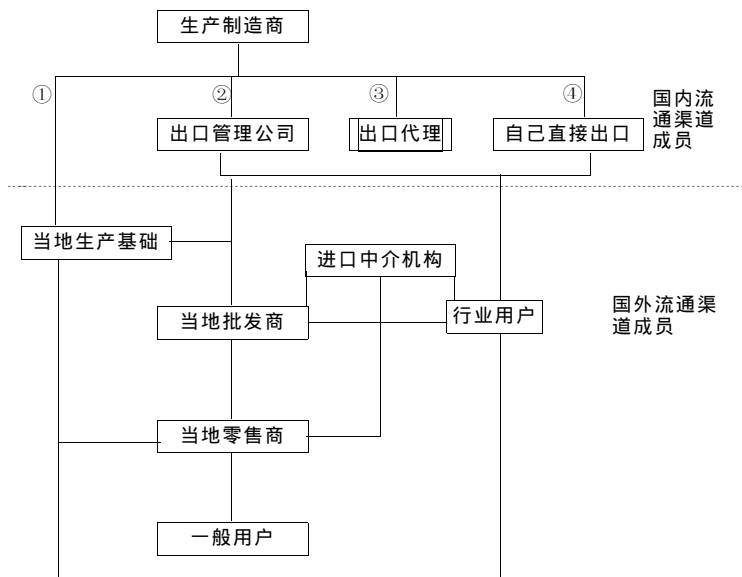 生产制造商
①
②
③
④
国内流
通渠道
成员
出口管理公司
出口代理
自己直接出口
当地生产基础
进口中介机构
当地批发商
行业用户
国外流通渠
道成员
当地零售商
一般用户